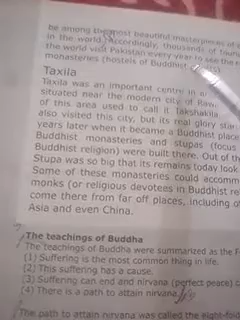 be among the most beautiful masterpieces of
in the world. Accordingly, thousands of
the world visit Pakistan every year to see the
monasteries (hostels of Buddhist
Taxila
Taxila was an important centre in
situated near the modern city of
of this area used to call it Takshashila
also visited this city, but its real glory
years later when it became a Buddhist place
Buddhist monasteries and stupas (focus
Buddhist religion) were built there. Out of
Stupa was so big that its remains today look
Some of these monasteries could accomm
monks (or religious devotees in Buddhist re
come there from far off places, including
Asia and even China.
The teachings of Buddha
The teachings of Buddha were summarized as the
(1) Suffering is the most common thing in life.
(2) This suffering has a cause.
(3) Suffering can end and nirvana (perfect peace)
(4) There is a path to attain nirvana
The path to attain nirvana was called the eight-fold